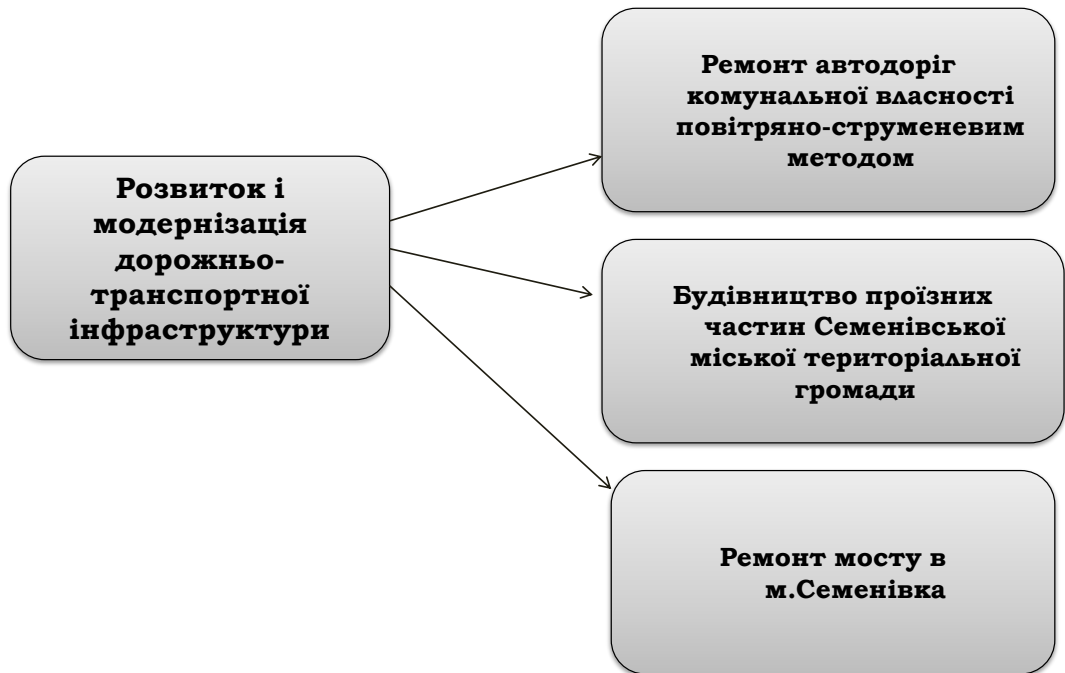 Розвиток і
модернізація
дорожньо-
транспортної
інфраструктури
Ремонт автодоріг
комунальної власності
повітряно-струменевим
методом
Будівництво проїзних
частин Семенівської
міської територіальної
громади
Ремонт мосту в
м.Семенівка